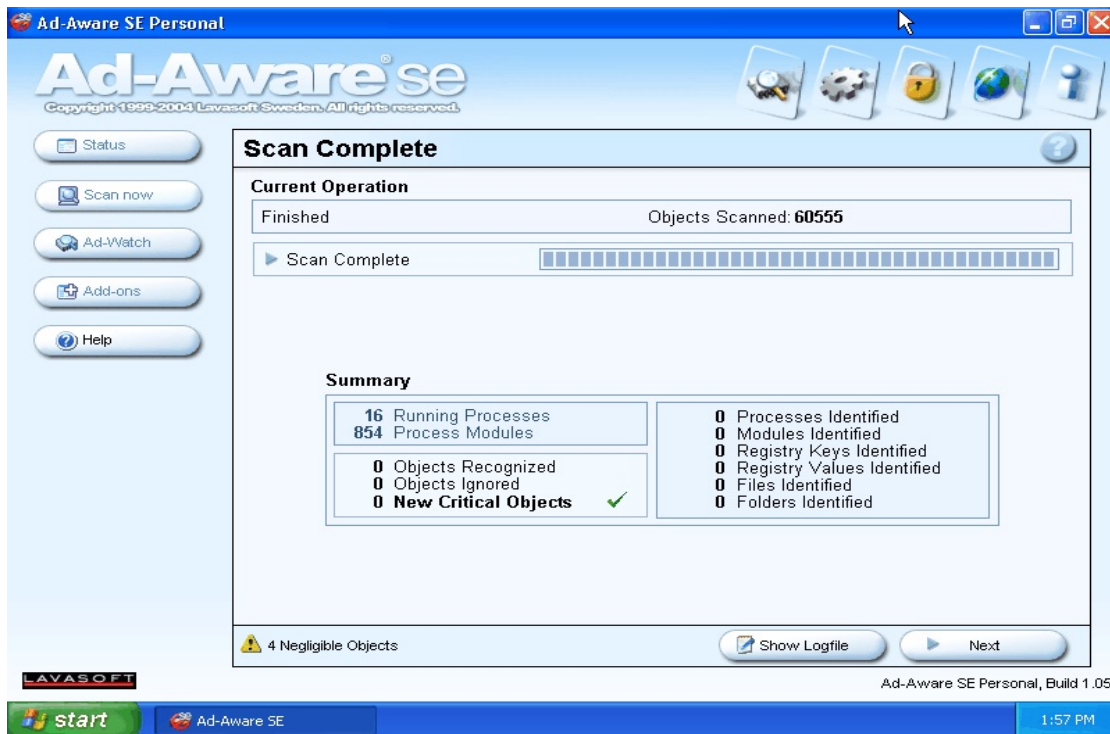 Ad-Aware SE Personal
Ad-Aware® se
Copyright 1999-2004 Lavasoft Sweden. All rights reserved.
Status
Scan now
Ad-Watch
Add-ons
Help
Scan Complete
Current Operation
Finished Objects Scanned: 60555
Scan Complete
Summary
16 Running Processes
854 Process Modules
0 Objects Recognized
0 Objects Ignored
0 New Critical Objects
0 Processes Identified
0 Modules Identified
0 Registry Keys Identified
0 Registry Values Identified
0 Files Identified
0 Folders Identified
4 Negligible Objects
Show Logfile
Next
LAVASOFT
Ad-Aware SE Personal, Build 1.05
start
Ad-Aware SE
1:57 PM